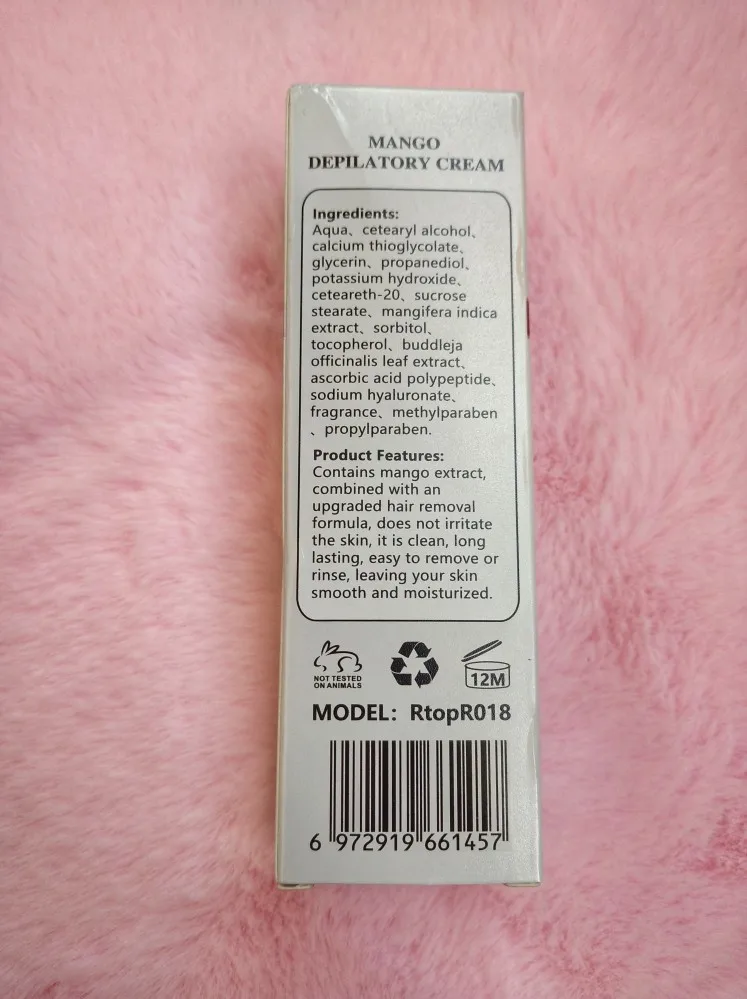 MANGO
DEPILATORY CREAM
Ingredients:
Aqua、cetearyl alcohol、
calcium thioglycolate、
glycerin、propanediol、
potassium hydroxide、
ceteareth-20、sucrose
stearate、mangifera indica
extract、sorbitol、
tocopherol、buddleja
officinalis leaf extract、
ascorbic acid polypeptide、
sodium hyaluronate、
fragrance、methylparaben
、propylparaben.
Product Features:
Contains mango extract,
combined with an
upgraded hair removal
formula, does not irritate
the skin, it is clean, long
lasting, easy to remove or
rinse, leaving your skin
smooth and moisturized.
NOT TESTED
ON ANIMALS
12M
MODEL: RtopR018
6 972919 661457